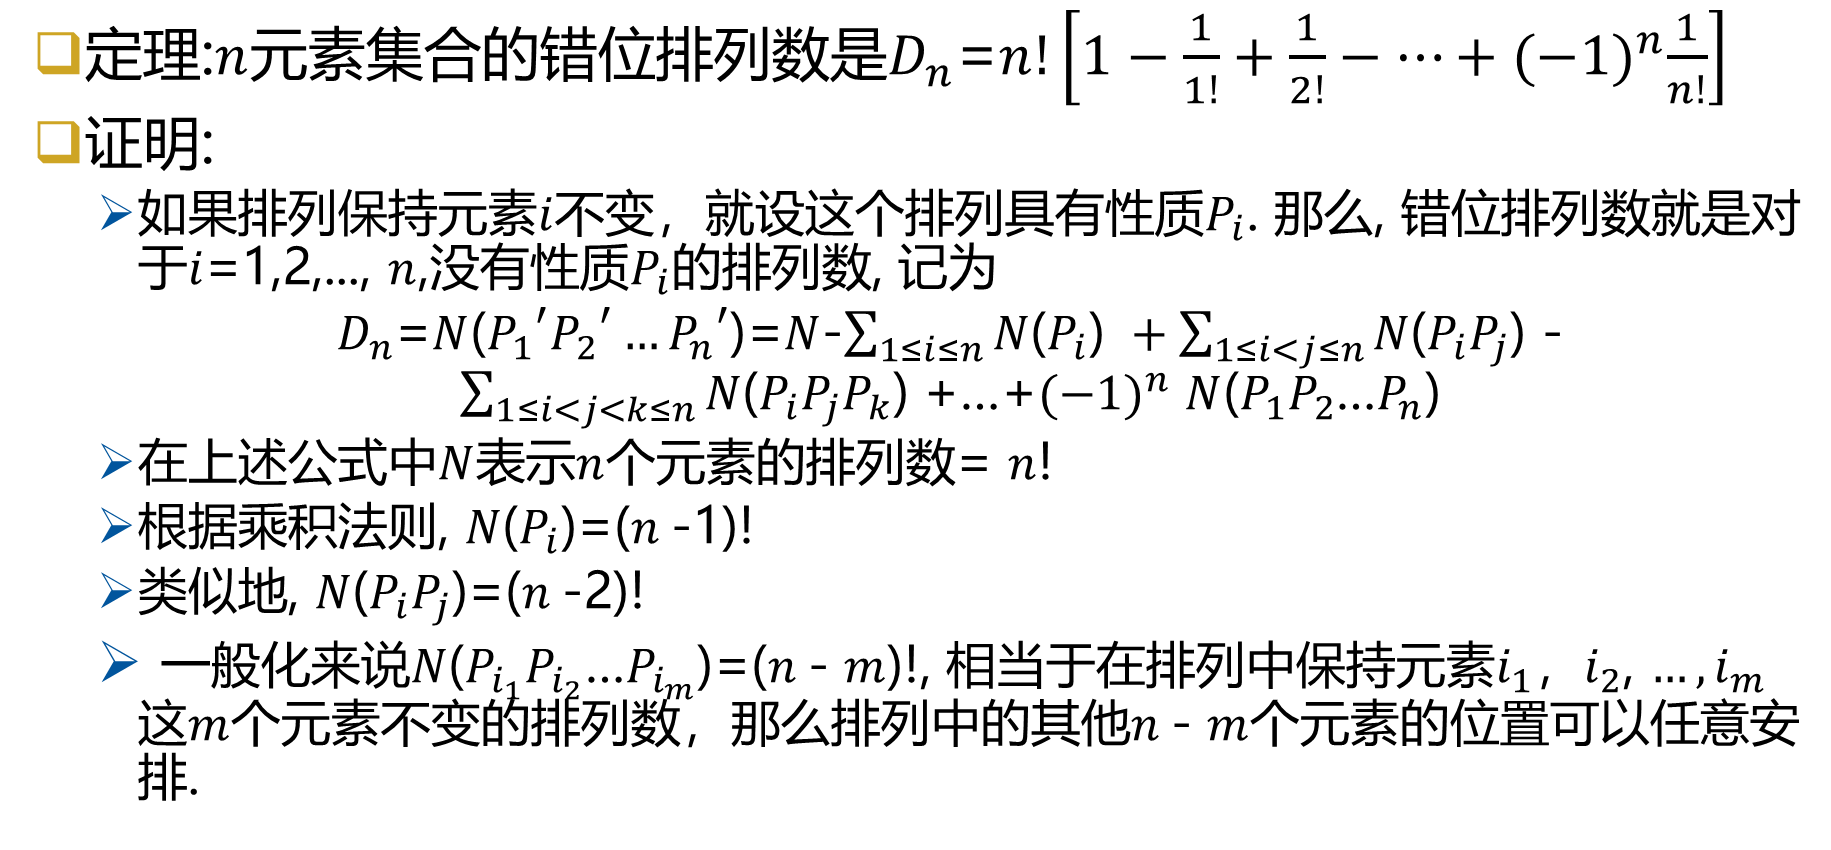 ❑定理:n元素集合的错位排列数是Dₙ=n! [1 − 1/1! + 1/2! − ⋯ + (−1)ⁿ 1/n!]
❑证明:
➢如果排列保持元素i不变，就设这个排列具有性质Pᵢ. 那么, 错位排列数就是对
于i=1,2,..., n,没有性质Pᵢ的排列数, 记为
Dₙ=N(P₁′P₂′…Pₙ′)=N-∑_{1≤i≤n} N(Pᵢ) + ∑_{1≤i<j≤n} N(PᵢPⱼ) -
∑_{1≤i<j<k≤n} N(PᵢPⱼPₖ) +…+(−1)ⁿ N(P₁P₂…Pₙ)
➢在上述公式中N表示n个元素的排列数= n!
➢根据乘积法则, N(Pᵢ)=(n -1)!
➢类似地, N(PᵢPⱼ)=(n -2)!
➢ 一般化来说N(P_{i₁}P_{i₂}…P_{iₘ})=(n - m)!, 相当于在排列中保持元素i₁，i₂, …,iₘ
这m个元素不变的排列数，那么排列中的其他n - m个元素的位置可以任意安
排.